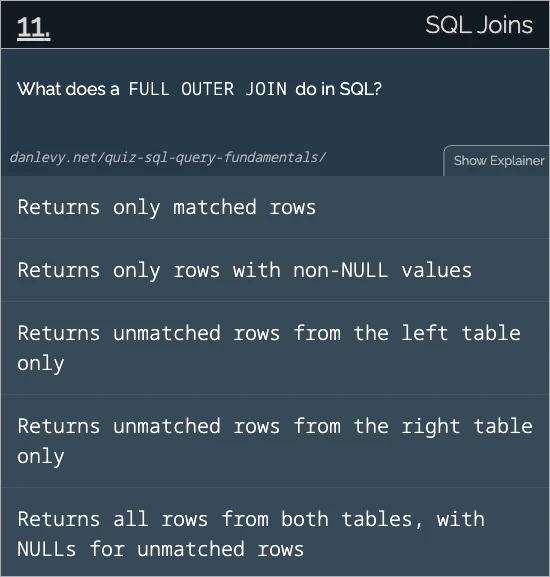 11.
SQL Joins
What does a FULL OUTER JOIN do in SQL?
danlevy.net/quiz-sql-query-fundamentals/
Show Explainer
Returns only matched rows
Returns only rows with non-NULL values
Returns unmatched rows from the left table
only
Returns unmatched rows from the right table
only
Returns all rows from both tables, with
NULLs for unmatched rows